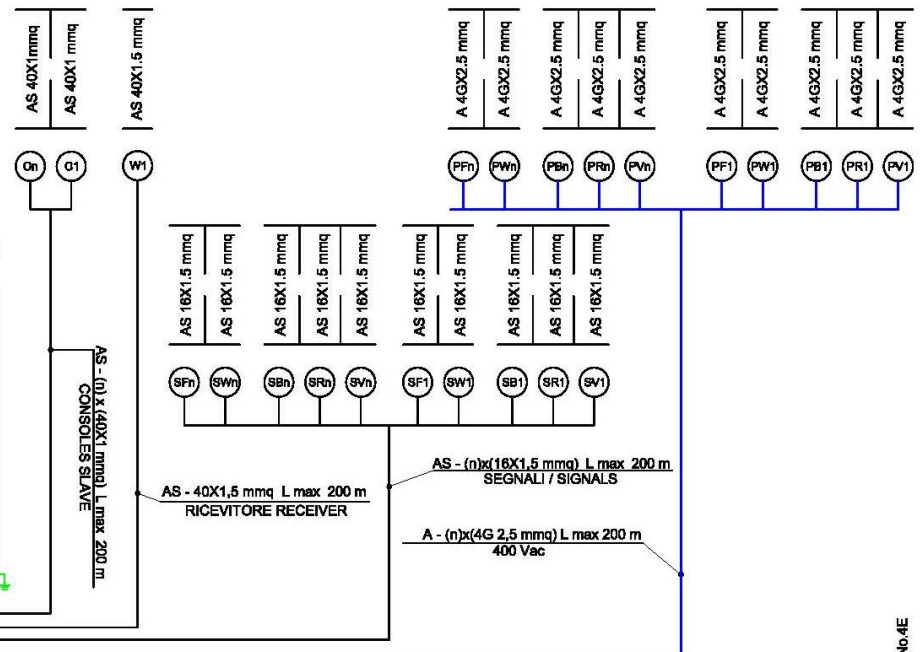 AS 40X1mmq
AS 40X1 mmq
AS 40X1.5 mmq
A 4GX2.5 mmq
A 4GX2.5 mmq
A 4GX2.5 mmq
A 4GX2.5 mmq
A 4GX2.5 mmq
A 4GX2.5 mmq
A 4GX2.5 mmq
A 4GX2.5 mmq
A 4GX2.5 mmq
A 4GX2.5 mmq
Cn
C1
W1
PFn
PWn
PBn
PRn
PVn
PF1
PW1
PB1
PR1
PV1
AS 16X1.5 mmq
AS 16X1.5 mmq
AS 16X1.5 mmq
AS 16X1.5 mmq
AS 16X1.5 mmq
AS 16X1.5 mmq
AS 16X1.5 mmq
AS 16X1.5 mmq
AS 16X1.5 mmq
AS 16X1.5 mmq
SFn
SWn
SBn
SRn
SVn
SF1
SW1
SB1
SR1
SV1
AS - (n) x (40X1 mmq) L max 200 m
CONSOLES SLAVE
AS - 40X1,5 mmq L max 200 m
RICEVITORE RECEIVER
AS - (n)x(16X1,5 mmq) L max 200 m
SEGNALI / SIGNALS
A - (n)x(4G 2,5 mmq) L max 200 m
400 Vac
No.4E